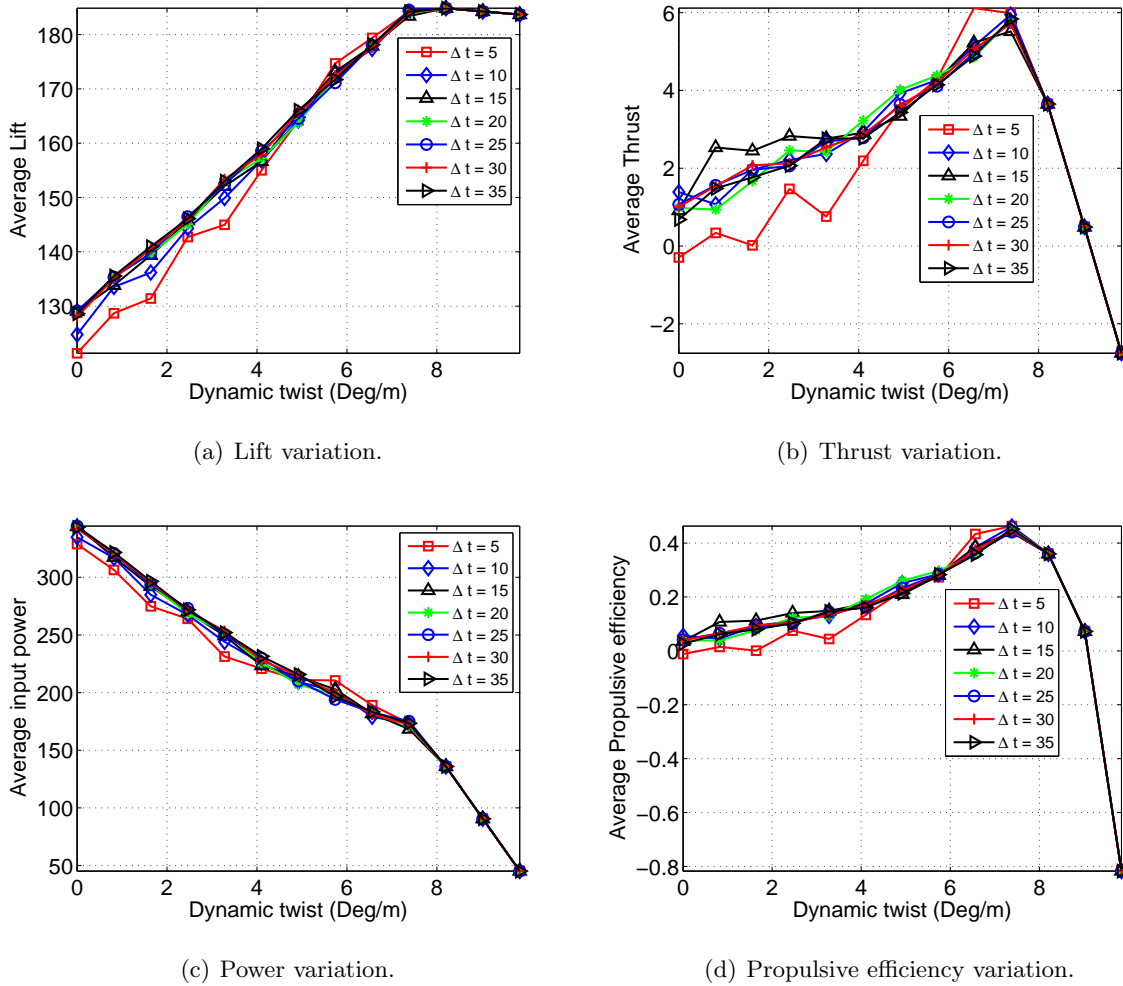 130
140
150
160
170
180
0 2 4 6 8
Dynamic twist (Deg/m)
Average Lift
Δ t = 5
Δ t = 10
Δ t = 15
Δ t = 20
Δ t = 25
Δ t = 30
Δ t = 35
(a) Lift variation.
−2
0
2
4
6
0 2 4 6 8
Dynamic twist (Deg/m)
Average Thrust
Δ t = 5
Δ t = 10
Δ t = 15
Δ t = 20
Δ t = 25
Δ t = 30
Δ t = 35
(b) Thrust variation.
50
100
150
200
250
300
0 2 4 6 8
Dynamic twist (Deg/m)
Average input power
Δ t = 5
Δ t = 10
Δ t = 15
Δ t = 20
Δ t = 25
Δ t = 30
Δ t = 35
(c) Power variation.
−0.8
−0.6
−0.4
−0.2
0
0.2
0.4
0 2 4 6 8
Dynamic twist (Deg/m)
Average Propulsive efficiency
Δ t = 5
Δ t = 10
Δ t = 15
Δ t = 20
Δ t = 25
Δ t = 30
Δ t = 35
(d) Propulsive efficiency variation.